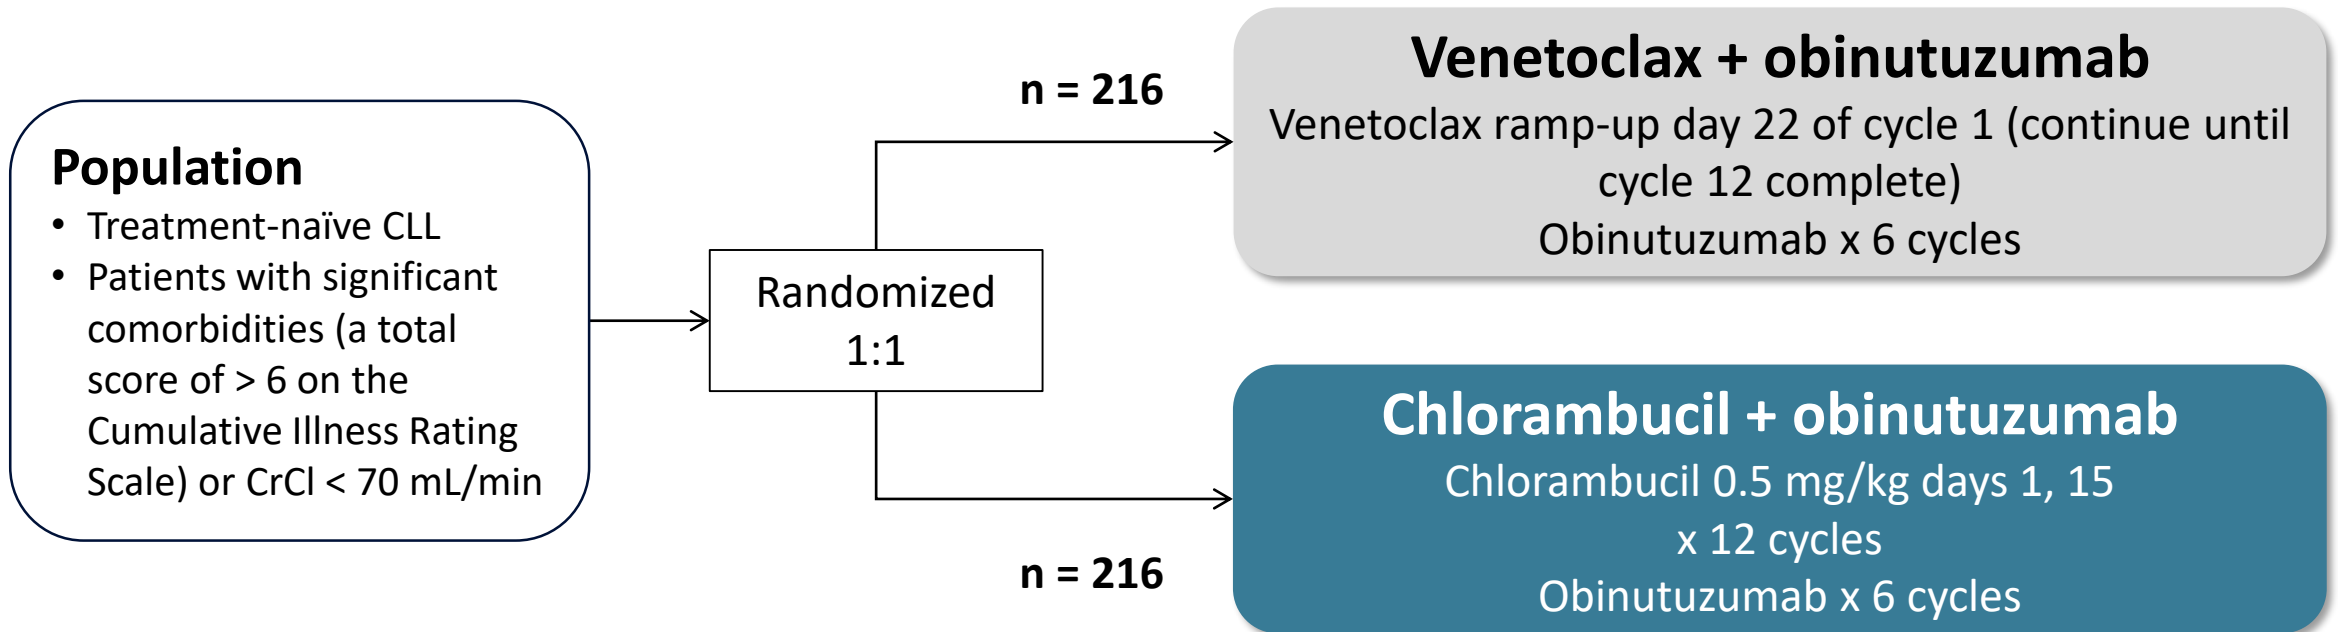 Population
• Treatment-naïve CLL
• Patients with significant
comorbidities (a total
score of > 6 on the
Cumulative Illness Rating
Scale) or CrCl < 70 mL/min
Randomized
1:1
n = 216
Venetoclax + obinutuzumab
Venetoclax ramp-up day 22 of cycle 1 (continue until
cycle 12 complete)
Obinutuzumab x 6 cycles
n = 216
Chlorambucil + obinutuzumab
Chlorambucil 0.5 mg/kg days 1, 15
x 12 cycles
Obinutuzumab x 6 cycles